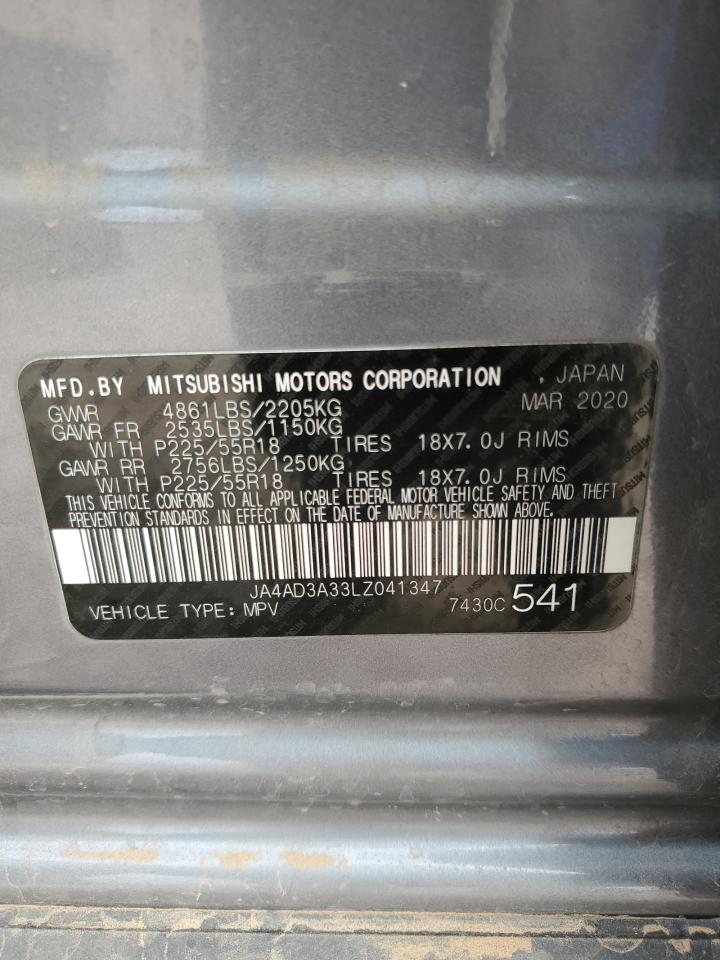 MFD.BY MITSUBISHI MOTORS CORPORATION , JAPAN
GVWR 4861LBS/2205KG MAR 2020
GAWR FR 2535LBS/1150KG
WITH P225/55R18 TIRES 18X7.0J RIMS
GAWR RR 2756LBS/1250KG
WITH P225/55R18 TIRES 18X7.0J RIMS
THIS VEHICLE CONFORMS TO ALL APPLICABLE FEDERAL MOTOR VEHICLE SAFETY AND THEFT
PREVENTION STANDARDS IN EFFECT ON THE DATE OF MANUFACTURE SHOWN ABOVE.
JA4AD3A33LZ041347
VEHICLE TYPE: MPV 7430C 541